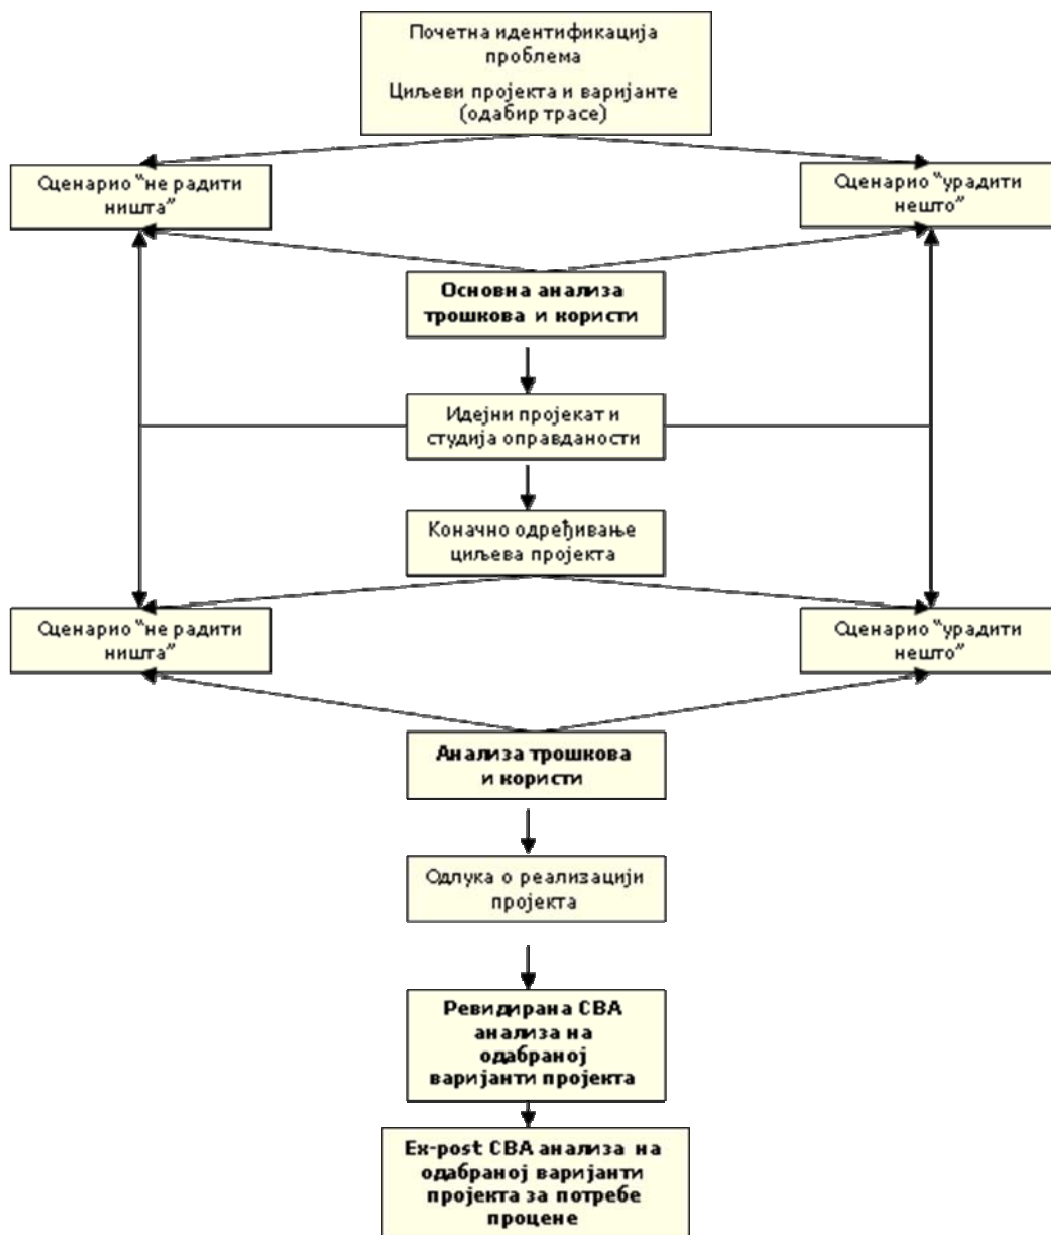 Почетна идентификација
проблема
Циљеви пројекта и варијанте
(одабир трасе)
Сценарио “не радити
ништа”
Сценарио “урадити
нешто”
Основна анализа
трошкова и користи
Идејни пројекат и
студија оправданости
Коначно одређивање
циљева пројекта
Сценарио “не радити
ништа”
Сценарио “урадити
нешто”
Анализа трошкова
и користи
Одлука о реализацији
пројекта
Ревидирана CBA
анализа на
одабраној
варијанти пројекта
Ex-post CBA анализа на
одабраној варијанти
пројекта за потребе
процене